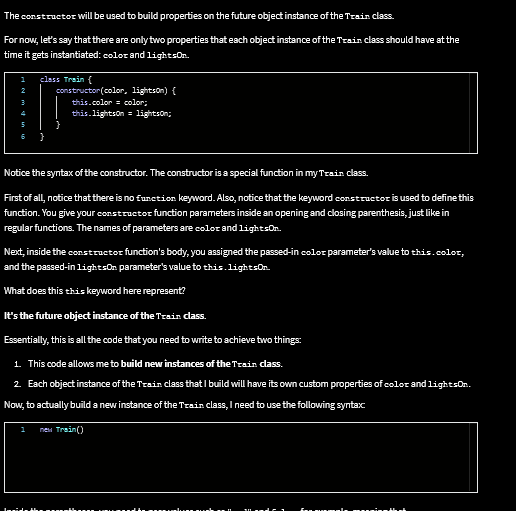 The constructor will be used to build properties on the future object instance of the Train class.
For now, let's say that there are only two properties that each object instance of the Train class should have at the
time it gets instantiated: color and lightsOn.
1 class Train {
2 constructor(color, lightsOn) {
3 this.color = color;
4 this.lightsOn = lightsOn;
5 }
6 }
Notice the syntax of the constructor. The constructor is a special function in my Train class.
First of all, notice that there is no function keyword. Also, notice that the keyword constructor is used to define this
function. You give your constructor function parameters inside an opening and closing parenthesis, just like in
regular functions. The names of parameters are color and lightsOn.
Next, inside the constructor function's body, you assigned the passed-in color parameter's value to this.color,
and the passed-in lightsOn parameter's value to this.lightsOn.
What does this this keyword here represent?
It's the future object instance of the Train class.
Essentially, this is all the code that you need to write to achieve two things:
1. This code allows me to build new instances of the Train class.
2. Each object instance of the Train class that I build will have its own custom properties of color and lightsOn.
Now, to actually build a new instance of the Train class, I need to use the following syntax:
1 new Train()